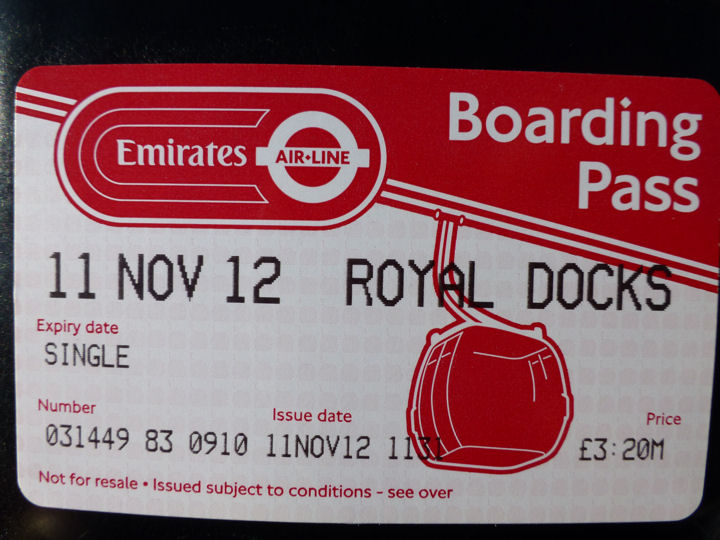 Emirates AIR•LINE
Boarding
Pass
11 NOV 12 ROYAL DOCKS
Expiry date
SINGLE
Number Issue date Price
031449 83 0910 11NOV12 1131 £3:20M
Not for resale • Issued subject to conditions - see over